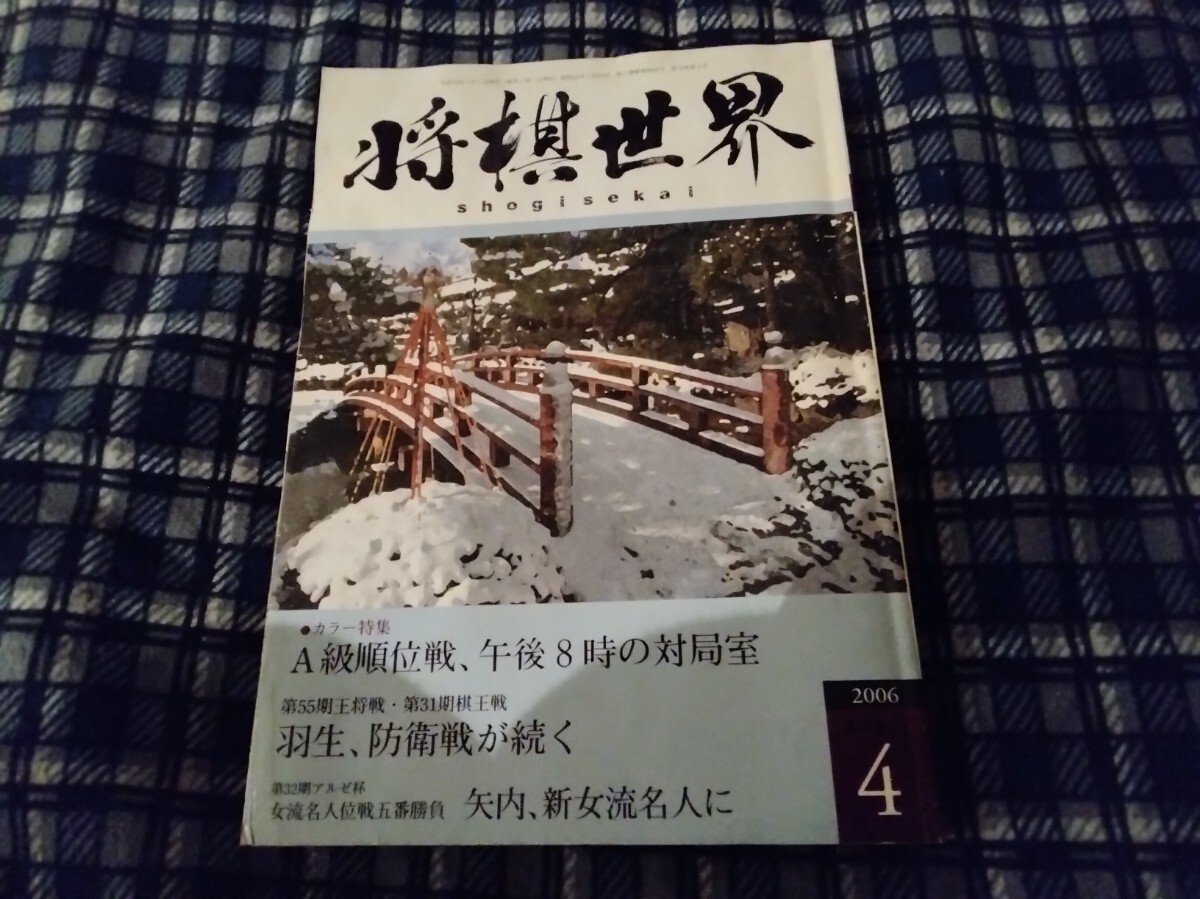 将棋世界
shogisekai
●カラー特集
A級順位戦、午後8時の対局室
第55期王将戦・第31期棋王戦
羽生、防衛戦が続く
第32期アルゼ杯
女流名人位戦五番勝負 矢内、新女流名人に
2006
4